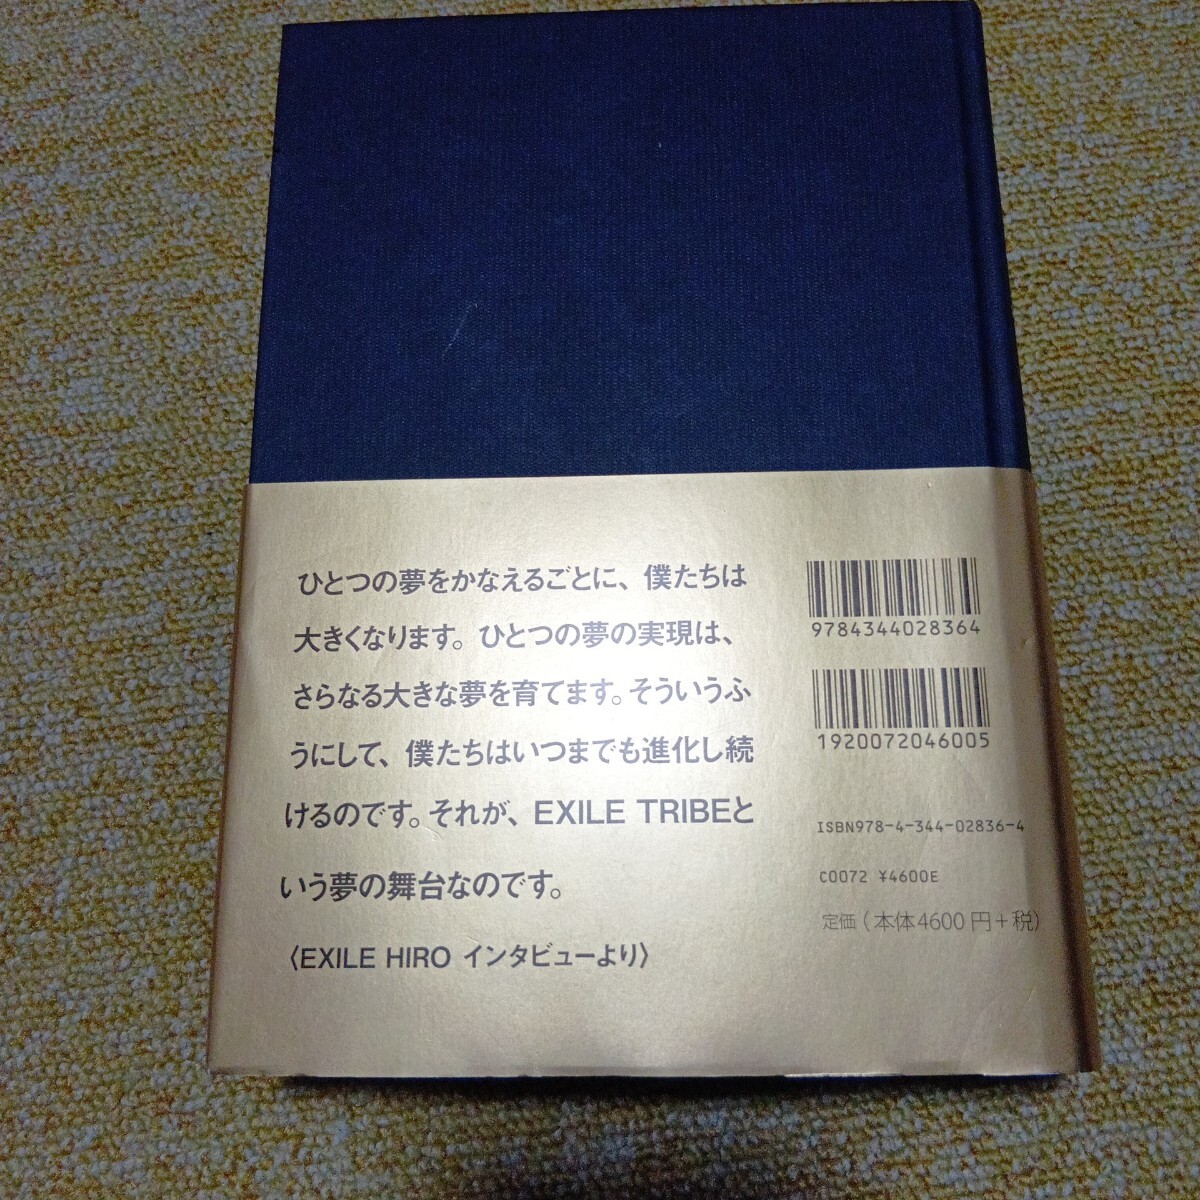 ひとつの夢をかなえるごとに、僕たちは
大きくなります。ひとつの夢の実現は、
さらなる大きな夢を育てます。そういうふ
うにして、僕たちはいつまでも進化し続
けるのです。それが、EXILE TRIBEと
いう夢の舞台なのです。
〈EXILE HIRO インタビューより〉
9784344028364
1920072046005
ISBN978-4-344-02836-4
C0072 ¥4600E
定価(本体4600円+税)